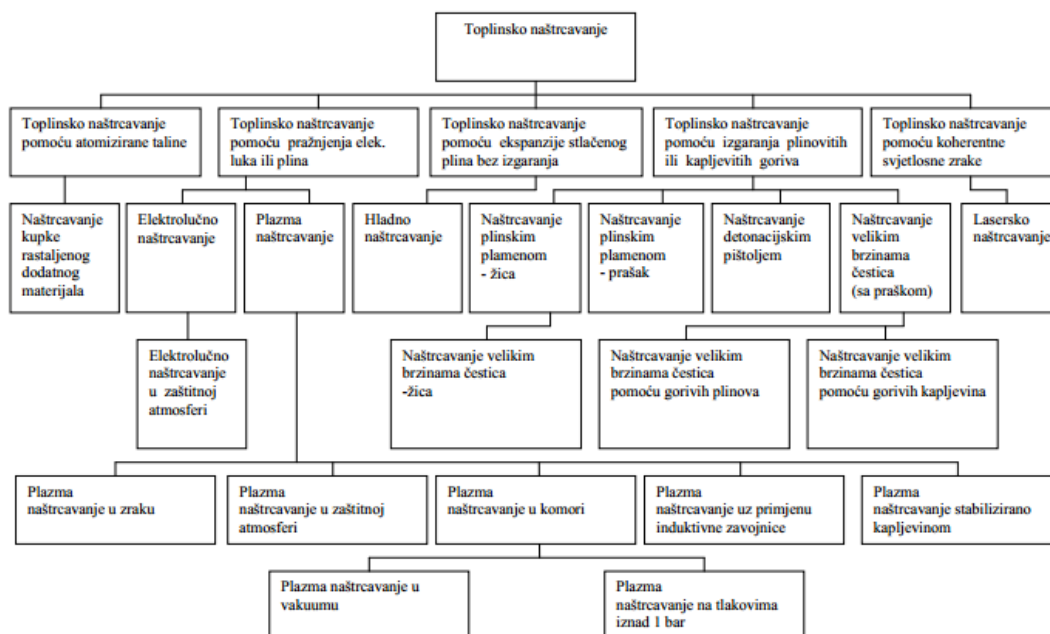 Toplinsko naštrcavanje
Toplinsko naštrcavanje
pomoću atomizirane taline
Toplinsko naštrcavanje
pomoću pražnjenja elek.
luka ili plina
Toplinsko naštrcavanje
pomoću ekspanzije stlačenog
plina bez izgaranja
Toplinsko naštrcavanja
pomoću izgaranja plinovitih
ili kapljevitih goriva
Toplinsko naštrcavanje
pomoću koherentne
svjetlosne zrake
Naštrcavanje
kupke
rastaljenog
dodatnog
materijala
Elektrolučno
naštrcavanje
Plazma
naštrcavanje
Hladno
naštrcavanje
Naštrcavanje
plinskim
plamenom
- žica
Naštrcavanje
plinskim
plamenom
- prašak
Naštrcavanje
detonacijskim
pištoljem
Naštrcavanje
velikim
brzinama
čestica
(sa praškom)
Lasersko
naštrcavanje
Elektrolučno
naštrcavanje
u zaštitnoj
atmosferi
Naštrcavanje velikim
brzinama čestica
-žica
Naštrcavanje velikim
brzinama čestica
pomoću gorivih plinova
Naštrcavanje velikim
brzinama čestica
pomoću gorivih kapljevina
Plazma
naštrcavanje u zraku
Plazma
naštrcavanje u zaštitnoj
atmosferi
Plazma
naštrcavanje u komori
Plazma
naštrcavanje uz primjenu
induktivne zavojnice
Plazma
naštrcavanje stabilizirano
kapljevinom
Plazma naštrcavanje u
vakuumu
Plazma
naštrcavanje na tlakovima
iznad 1 bar